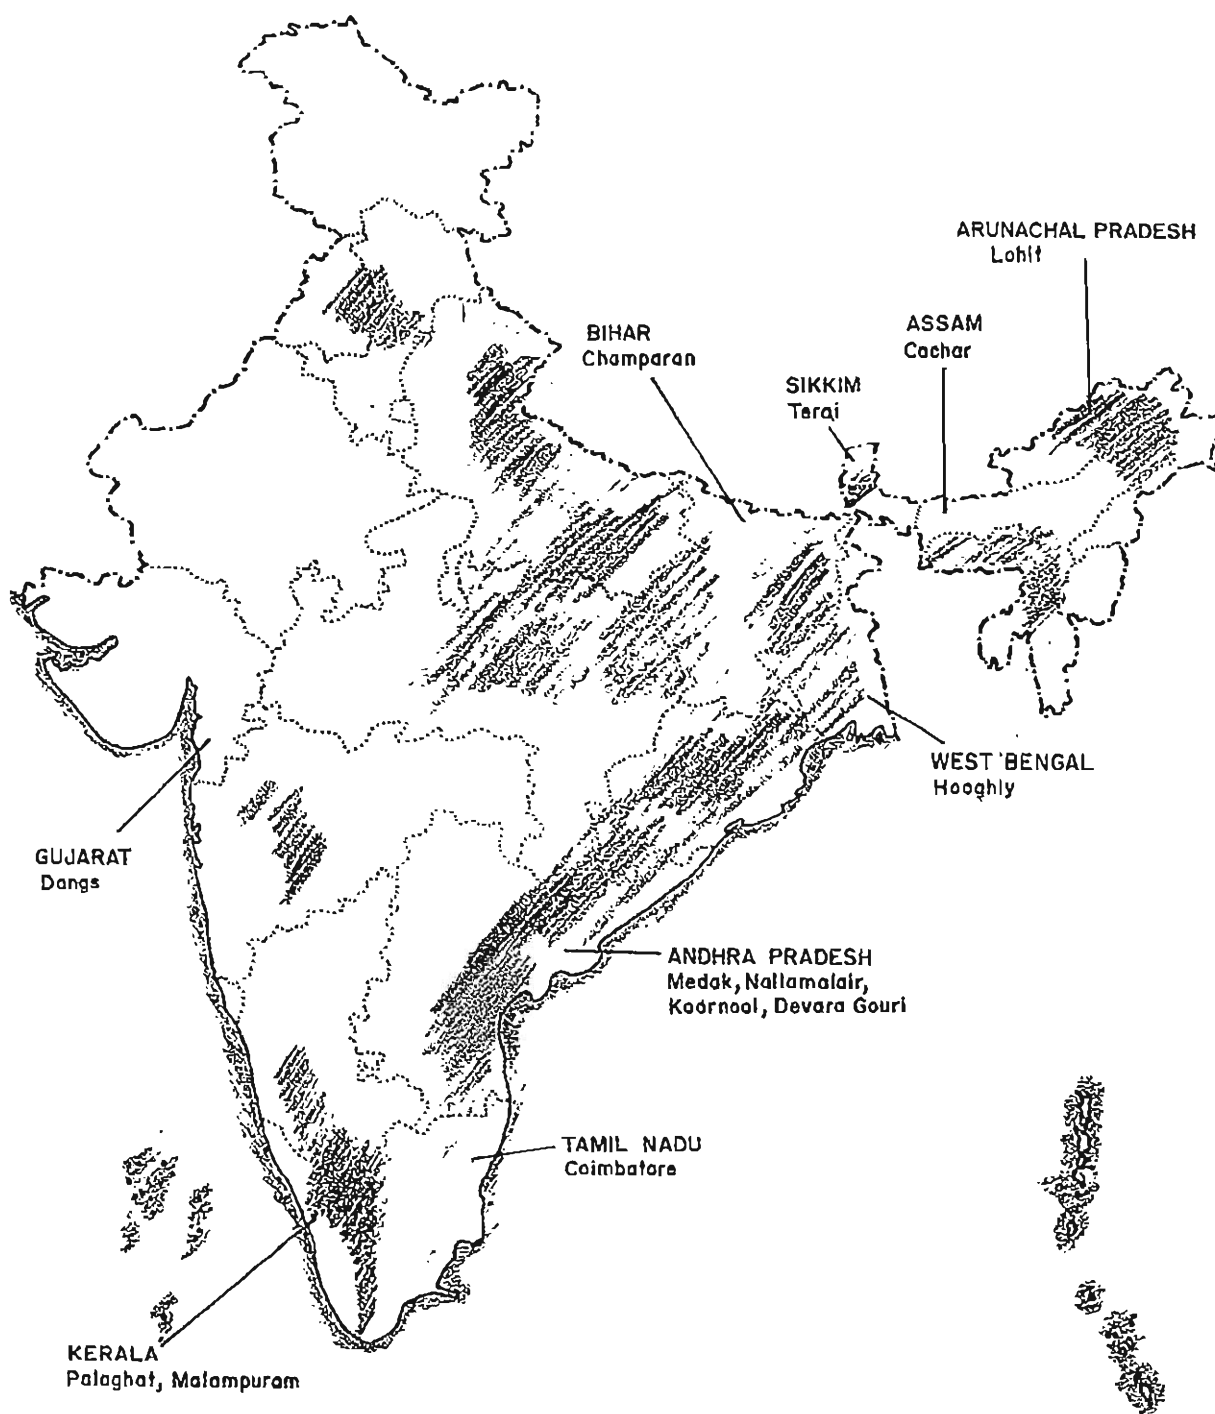 ARUNACHAL PRADESH
Lohit
BIHAR
Champaran
ASSAM
Cachar
SIKKIM
Terai
WEST BENGAL
Hooghly
GUJARAT
Dangs
ANDHRA PRADESH
Medak, Nallamalair,
Koornool, Devara Gouri
TAMIL NADU
Coimbatore
KERALA
Palaghat, Malampuram